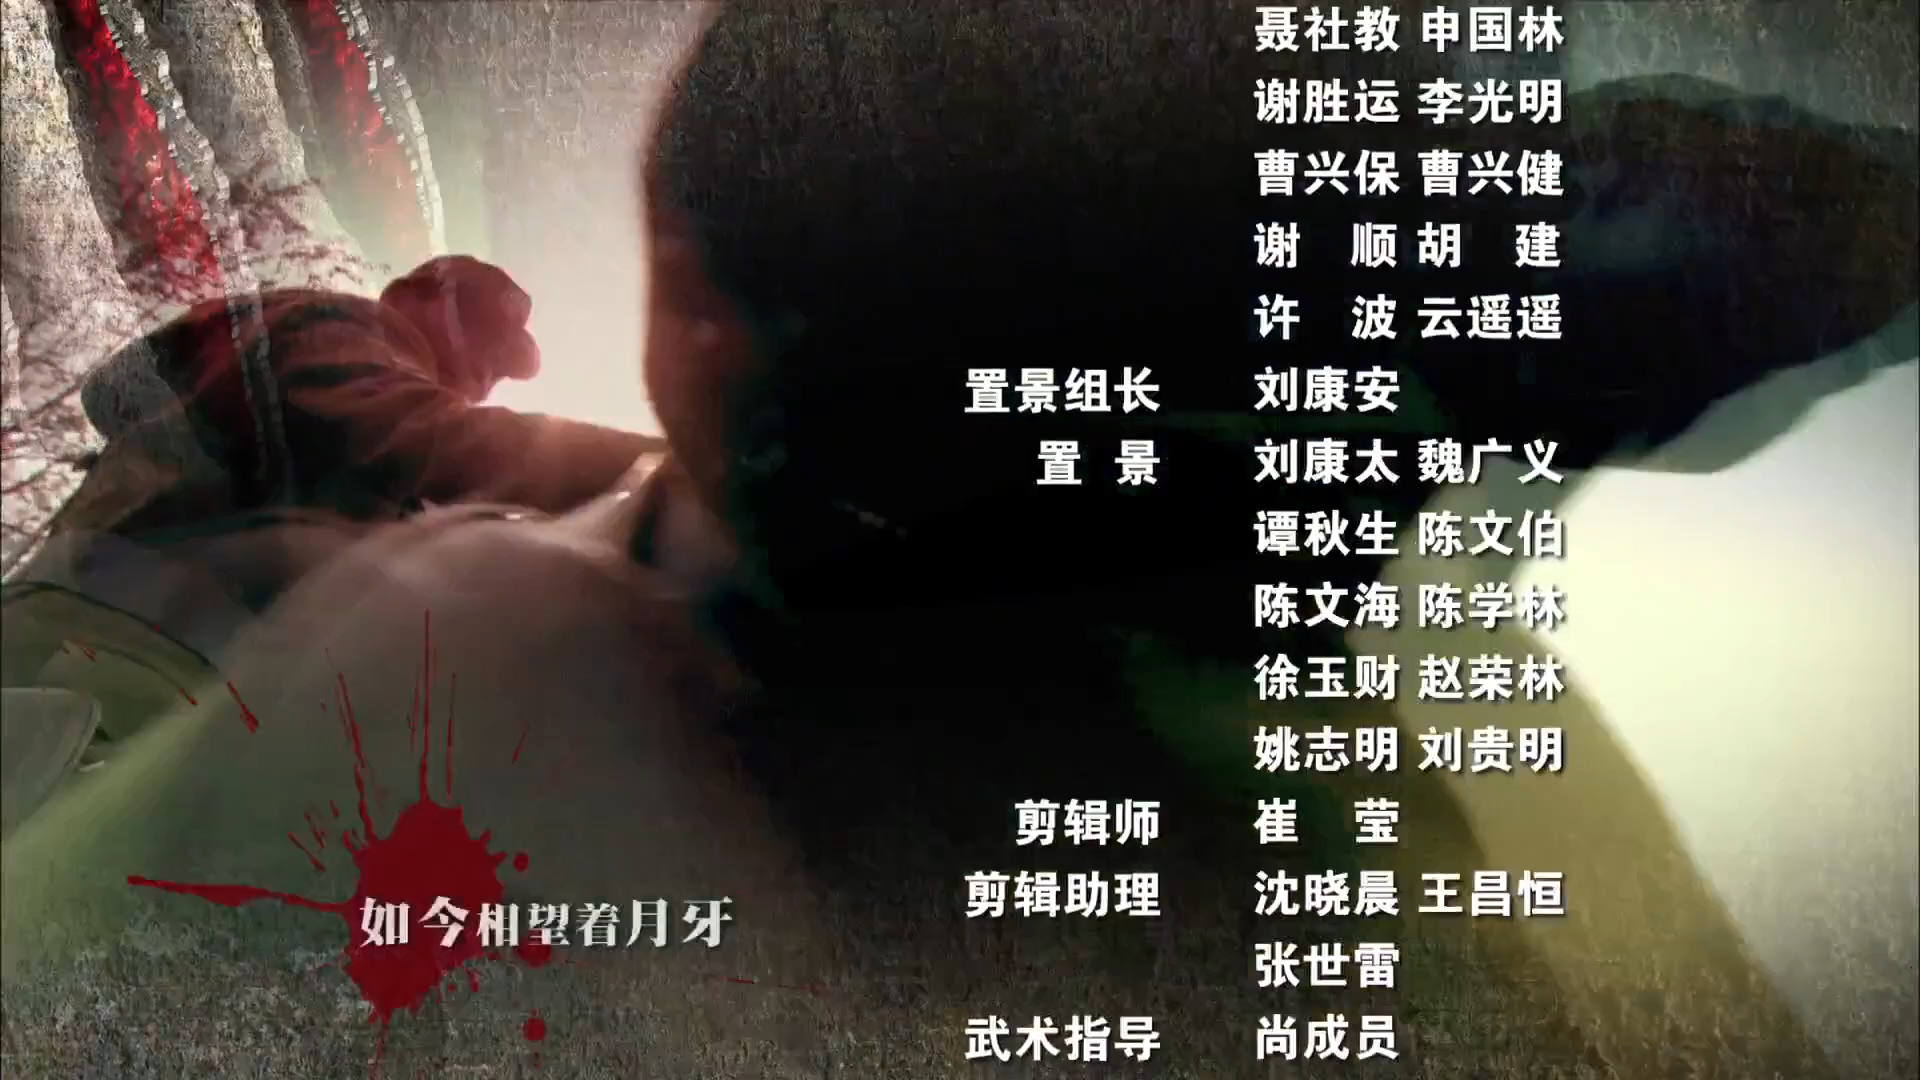 聂社教 申国林
谢胜运 李光明
曹兴保 曹兴健
谢 顺 胡 建
许 波 云遥遥
置景组长 刘康安
置 景 刘康太 魏广义
谭秋生 陈文伯
陈文海 陈学林
徐玉财 赵荣林
姚志明 刘贵明
剪辑师 崔 莹
剪辑助理 沈晓晨 王昌恒
张世雷
武术指导 尚成员
如今相望着月牙